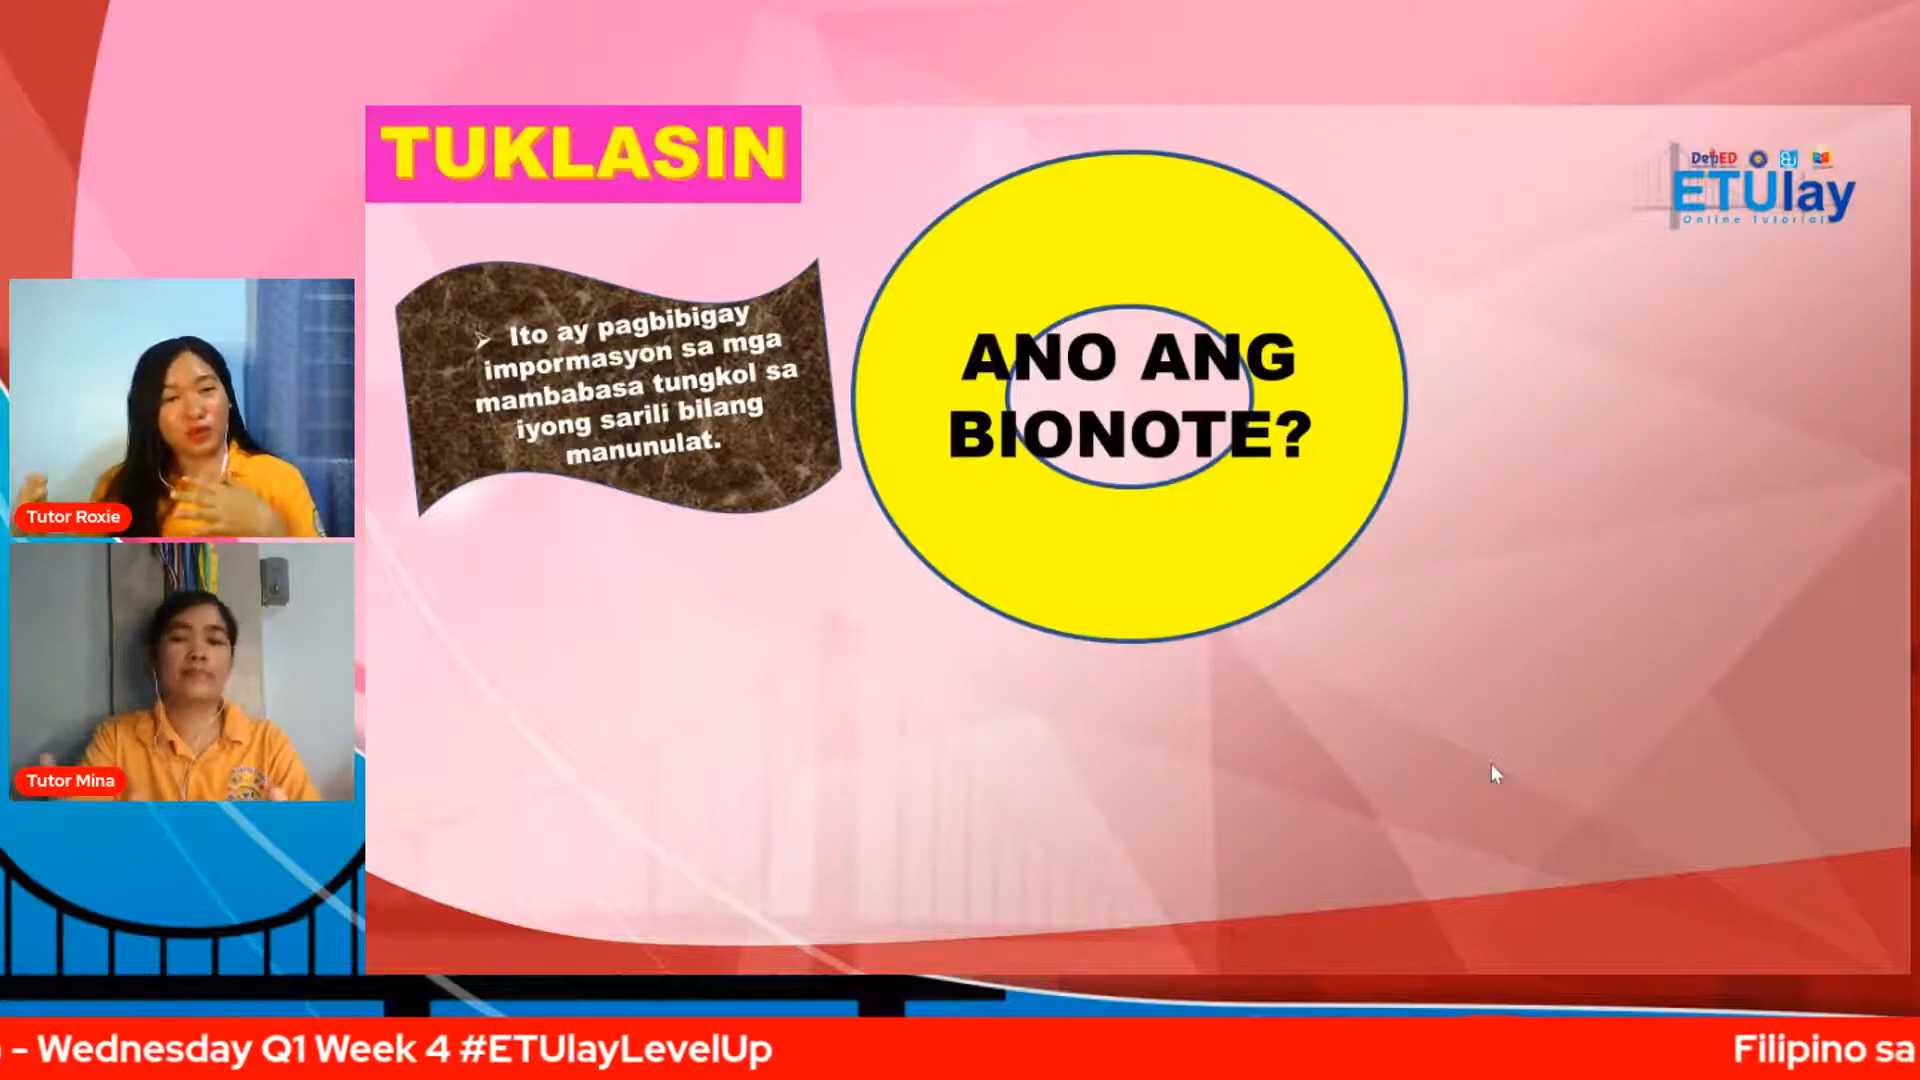 TUKLASIN
DepED
ETUlay
Online Tutorial
➢ Ito ay pagbibigay
impormasyon sa mga
mambabasa tungkol sa
iyong sarili bilang
manunulat.
ANO ANG
BIONOTE?
Tutor Roxie
Tutor Mina
- Wednesday Q1 Week 4 #ETUlayLevelUp
Filipino sa